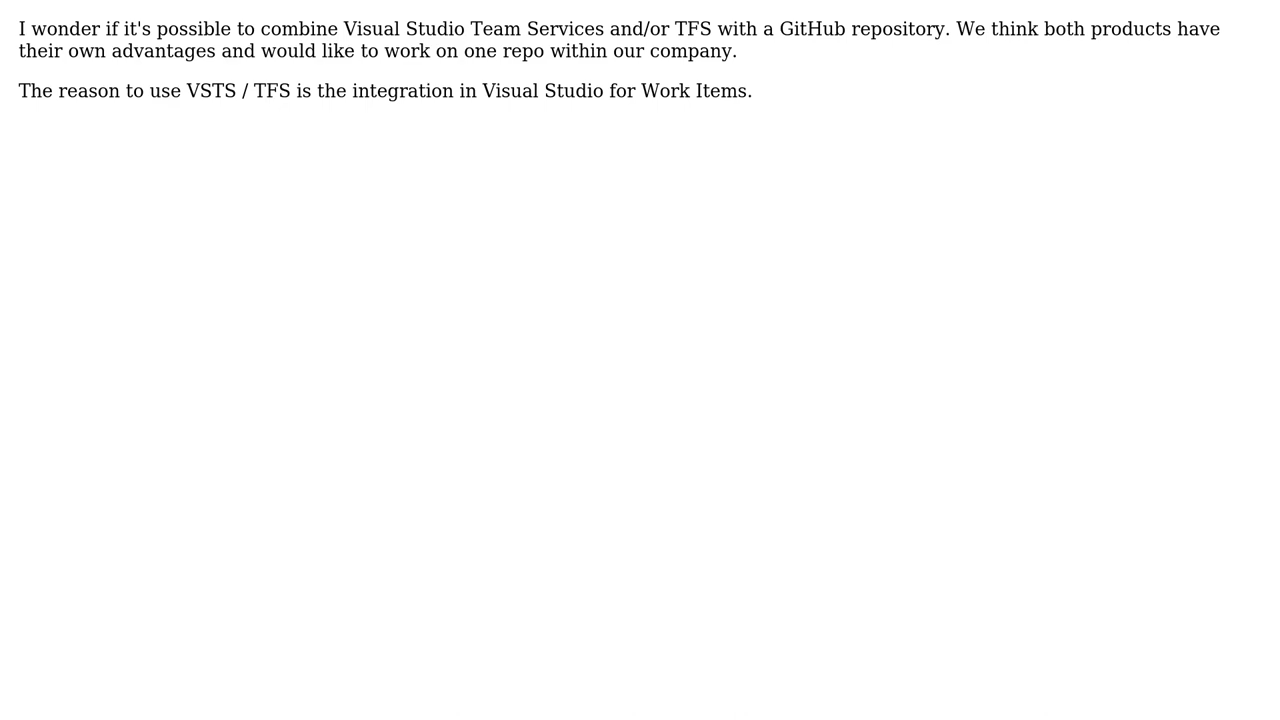 I wonder if it's possible to combine Visual Studio Team Services and/or TFS with a GitHub repository. We think both products have
their own advantages and would like to work on one repo within our company.
The reason to use VSTS / TFS is the integration in Visual Studio for Work Items.